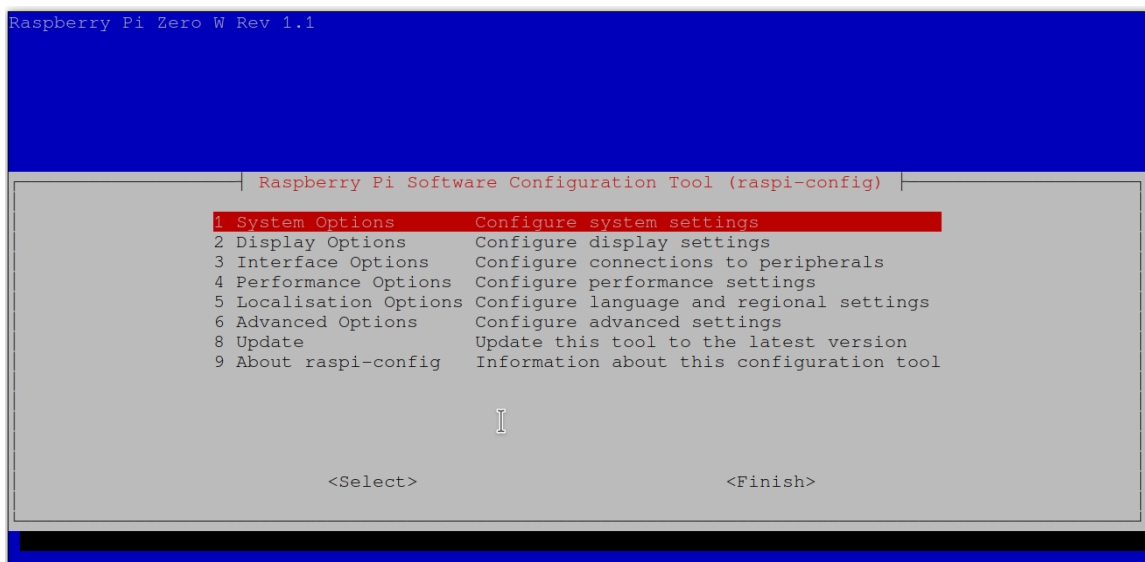 Raspberry Pi Zero W Rev 1.1
Raspberry Pi Software Configuration Tool (raspi-config)
1 System Options Configure system settings
2 Display Options Configure display settings
3 Interface Options Configure connections to peripherals
4 Performance Options Configure performance settings
5 Localisation Options Configure language and regional settings
6 Advanced Options Configure advanced settings
8 Update Update this tool to the latest version
9 About raspi-config Information about this configuration tool
<Select> <Finish>